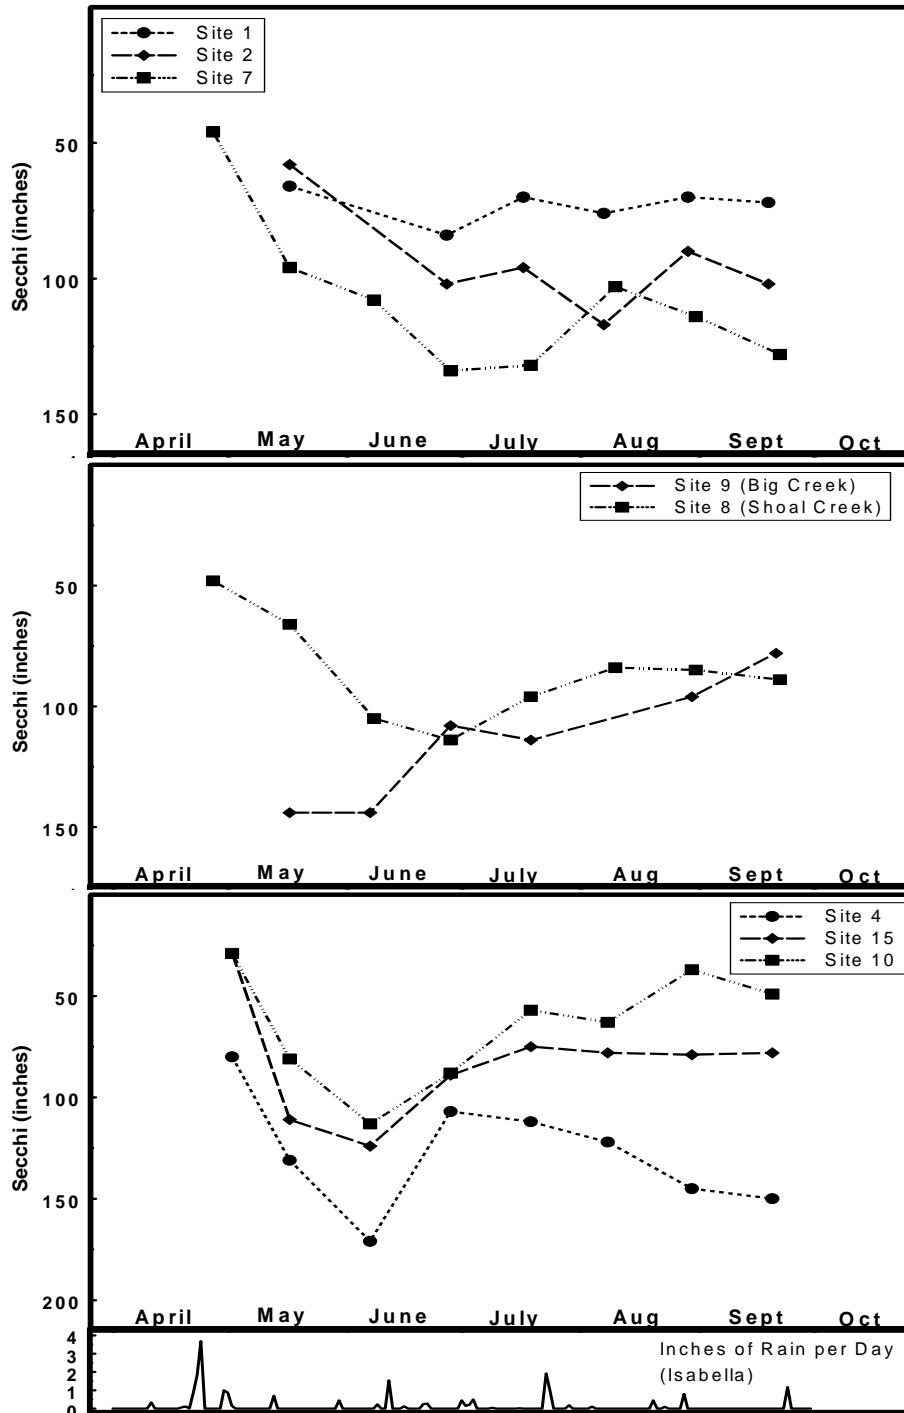 Site 1
Site 2
Site 7
Secchi (inches)
50
100
150
April May June July Aug Sept Oct
Site 9 (Big Creek)
Site 8 (Shoal Creek)
Secchi (inches)
50
100
150
April May June July Aug Sept Oct
Site 4
Site 15
Site 10
Secchi (inches)
50
100
150
200
April May June July Aug Sept Oct
4
3
2
1
0
Inches of Rain per Day
(Isabella)